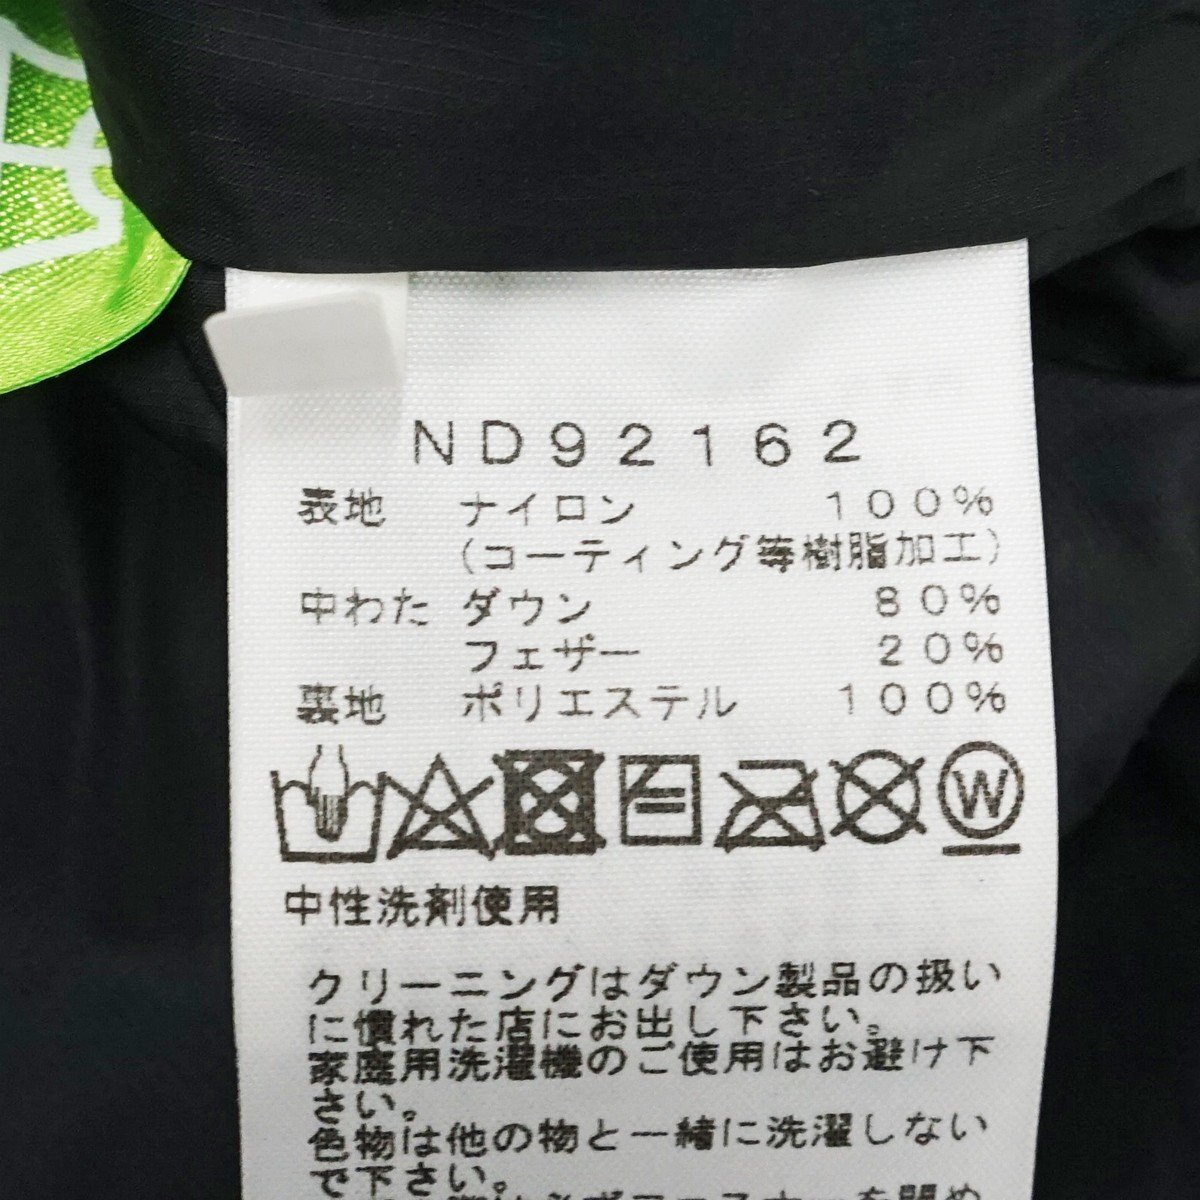 ND92162
表地 ナイロン 100%
(コーティング等樹脂加工)
中わた ダウン 80%
フェザー 20%
裏地 ポリエステル 100%
W
中性洗剤使用
クリーニングはダウン製品の扱い
に慣れた店にお出し下さい。
家庭用洗濯機のご使用はお避け下
さい。
色物は他の物と一緒に洗濯しない
で下さい。